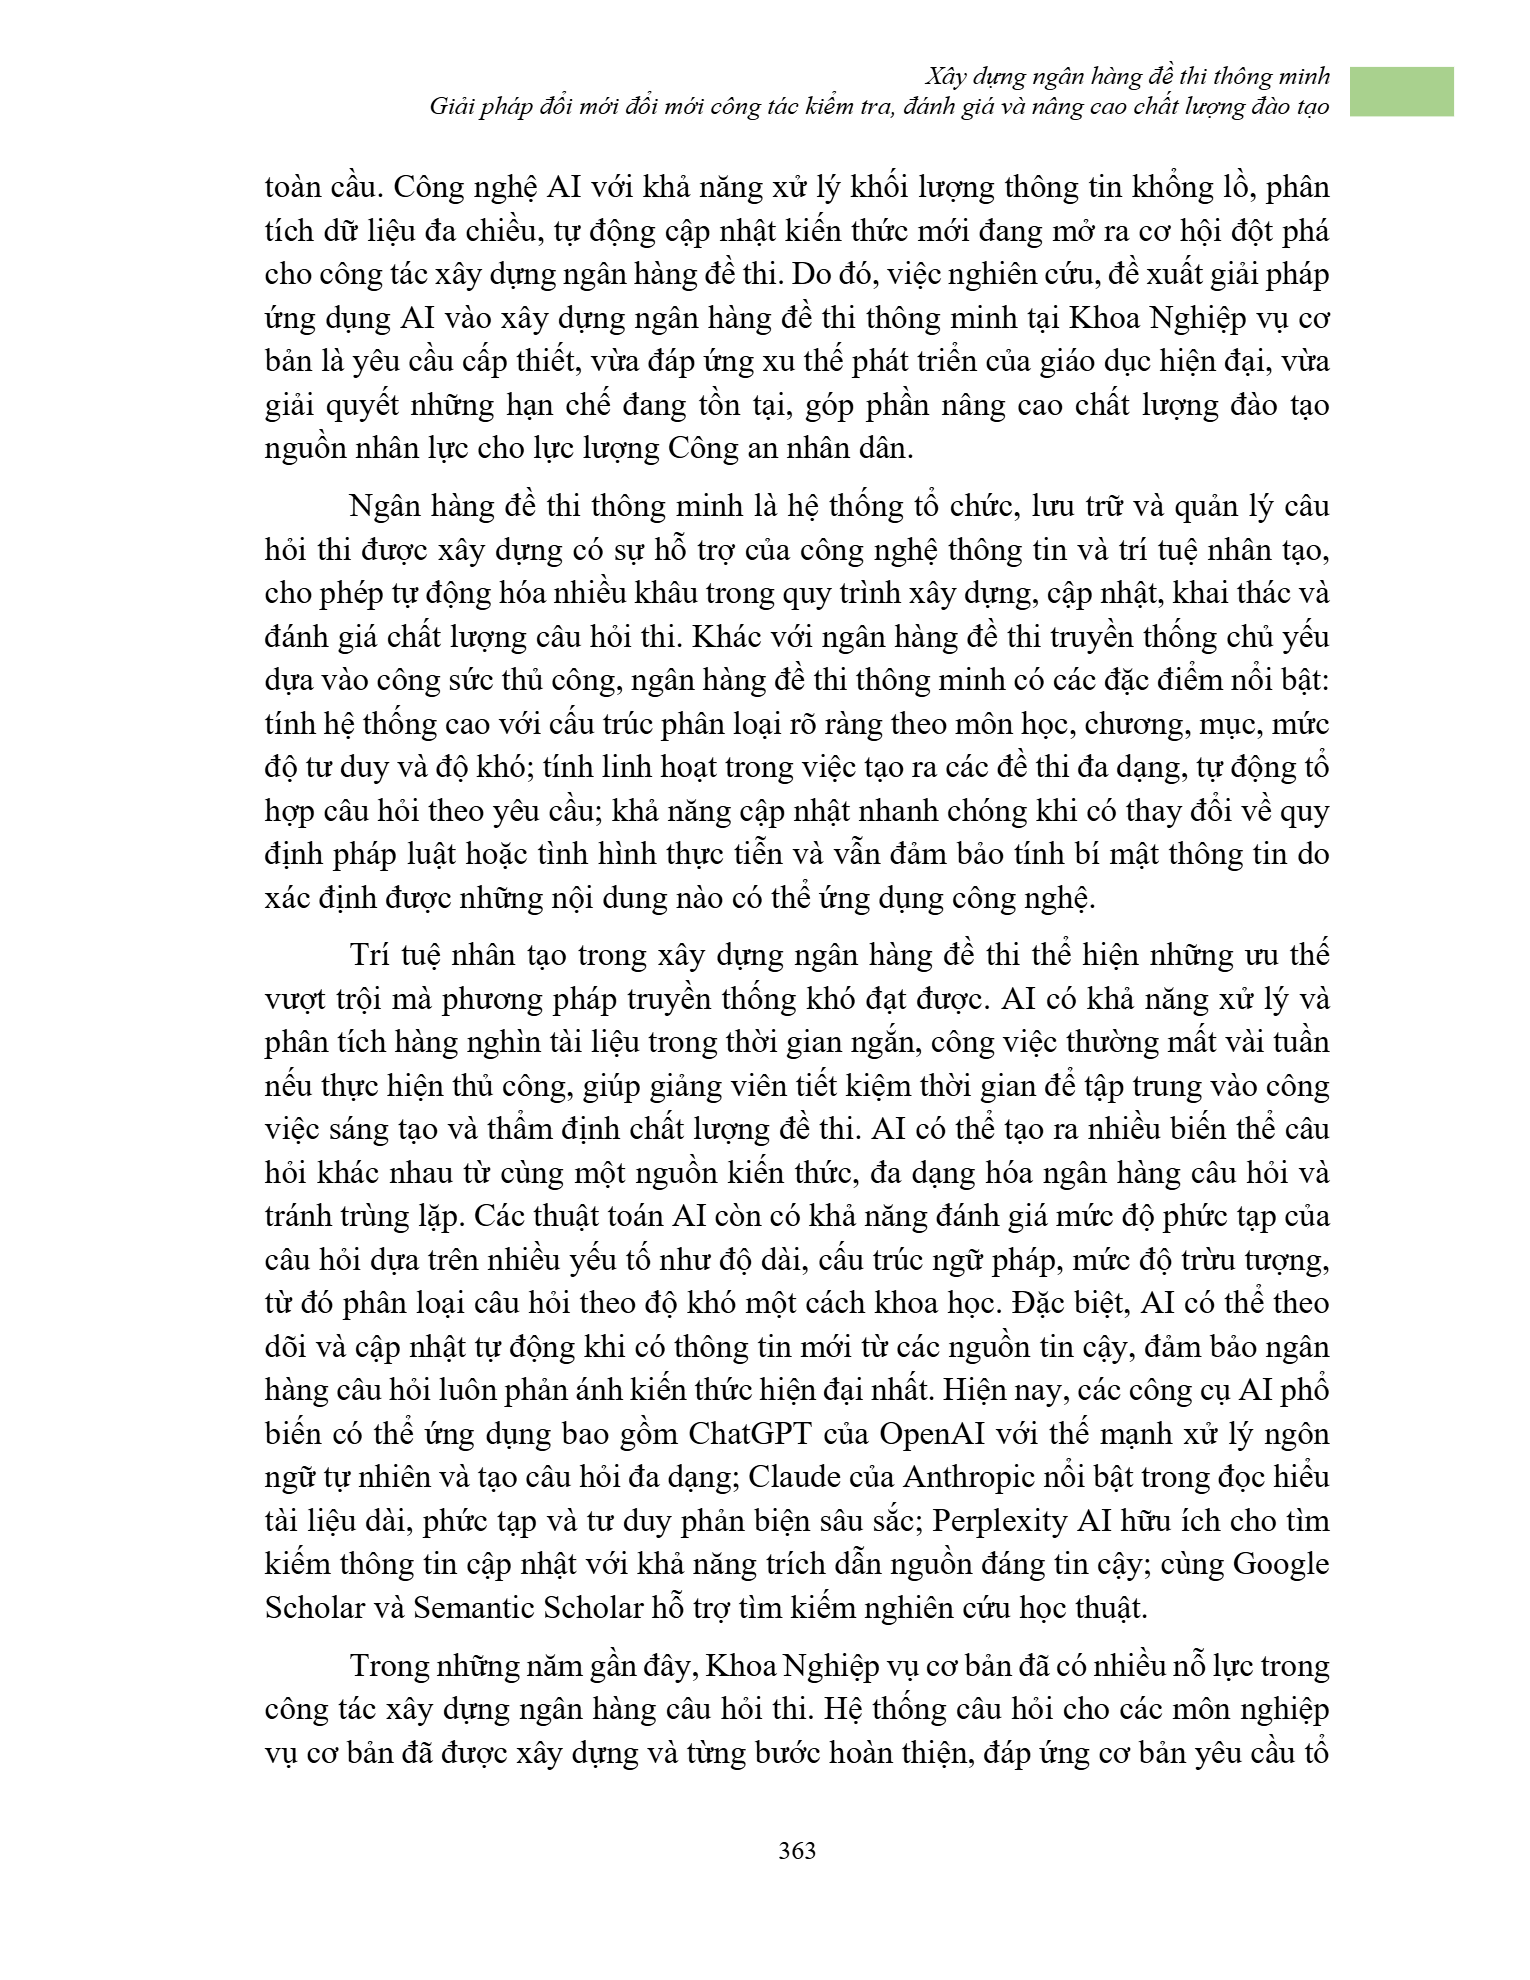 Xây dựng ngân hàng đề thi thông minh
Giải pháp đổi mới đổi mới công tác kiểm tra, đánh giá và nâng cao chất lượng đào tạo
toàn cầu. Công nghệ AI với khả năng xử lý khối lượng thông tin khổng lồ, phân
tích dữ liệu đa chiều, tự động cập nhật kiến thức mới đang mở ra cơ hội đột phá
cho công tác xây dựng ngân hàng đề thi. Do đó, việc nghiên cứu, đề xuất giải pháp
ứng dụng AI vào xây dựng ngân hàng đề thi thông minh tại Khoa Nghiệp vụ cơ
bản là yêu cầu cấp thiết, vừa đáp ứng xu thế phát triển của giáo dục hiện đại, vừa
giải quyết những hạn chế đang tồn tại, góp phần nâng cao chất lượng đào tạo
nguồn nhân lực cho lực lượng Công an nhân dân.
Ngân hàng đề thi thông minh là hệ thống tổ chức, lưu trữ và quản lý câu
hỏi thi được xây dựng có sự hỗ trợ của công nghệ thông tin và trí tuệ nhân tạo,
cho phép tự động hóa nhiều khâu trong quy trình xây dựng, cập nhật, khai thác và
đánh giá chất lượng câu hỏi thi. Khác với ngân hàng đề thi truyền thống chủ yếu
dựa vào công sức thủ công, ngân hàng đề thi thông minh có các đặc điểm nổi bật:
tính hệ thống cao với cấu trúc phân loại rõ ràng theo môn học, chương, mục, mức
độ tư duy và độ khó; tính linh hoạt trong việc tạo ra các đề thi đa dạng, tự động tổ
hợp câu hỏi theo yêu cầu; khả năng cập nhật nhanh chóng khi có thay đổi về quy
định pháp luật hoặc tình hình thực tiễn và vẫn đảm bảo tính bí mật thông tin do
xác định được những nội dung nào có thể ứng dụng công nghệ.
Trí tuệ nhân tạo trong xây dựng ngân hàng đề thi thể hiện những ưu thế
vượt trội mà phương pháp truyền thống khó đạt được. AI có khả năng xử lý và
phân tích hàng nghìn tài liệu trong thời gian ngắn, công việc thường mất vài tuần
nếu thực hiện thủ công, giúp giảng viên tiết kiệm thời gian để tập trung vào công
việc sáng tạo và thẩm định chất lượng đề thi. AI có thể tạo ra nhiều biến thể câu
hỏi khác nhau từ cùng một nguồn kiến thức, đa dạng hóa ngân hàng câu hỏi và
tránh trùng lặp. Các thuật toán AI còn có khả năng đánh giá mức độ phức tạp của
câu hỏi dựa trên nhiều yếu tố như độ dài, cấu trúc ngữ pháp, mức độ trừu tượng,
từ đó phân loại câu hỏi theo độ khó một cách khoa học. Đặc biệt, AI có thể theo
dõi và cập nhật tự động khi có thông tin mới từ các nguồn tin cậy, đảm bảo ngân
hàng câu hỏi luôn phản ánh kiến thức hiện đại nhất. Hiện nay, các công cụ AI phổ
biến có thể ứng dụng bao gồm ChatGPT của OpenAI với thế mạnh xử lý ngôn
ngữ tự nhiên và tạo câu hỏi đa dạng; Claude của Anthropic nổi bật trong đọc hiểu
tài liệu dài, phức tạp và tư duy phản biện sâu sắc; Perplexity AI hữu ích cho tìm
kiếm thông tin cập nhật với khả năng trích dẫn nguồn đáng tin cậy; cùng Google
Scholar và Semantic Scholar hỗ trợ tìm kiếm nghiên cứu học thuật.
Trong những năm gần đây, Khoa Nghiệp vụ cơ bản đã có nhiều nỗ lực trong
công tác xây dựng ngân hàng câu hỏi thi. Hệ thống câu hỏi cho các môn nghiệp
vụ cơ bản đã được xây dựng và từng bước hoàn thiện, đáp ứng cơ bản yêu cầu tổ
363